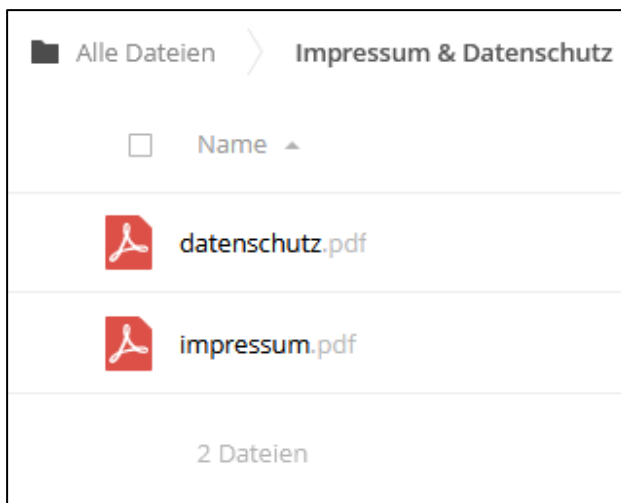 Alle Dateien Impressum & Datenschutz
Name
datenschutz.pdf
impressum.pdf
2 Dateien